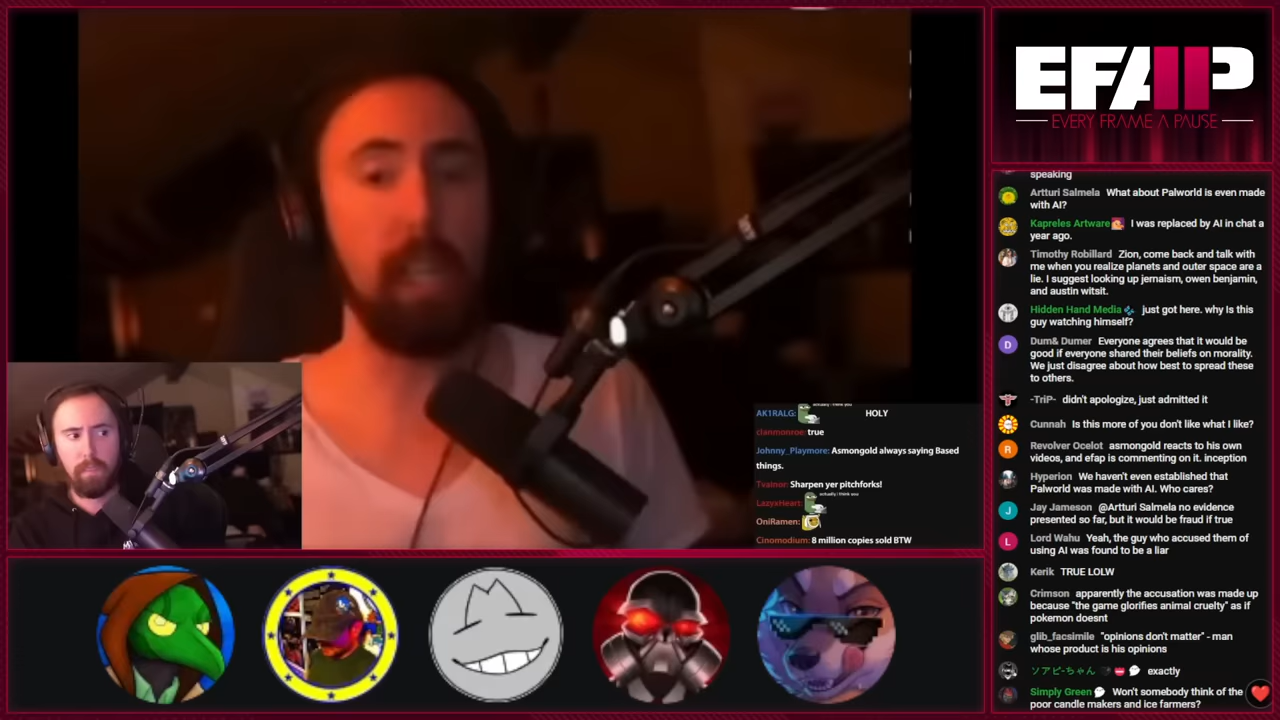 EFAP
EVERY FRAME A PAUSE
speaking
Artturi Salmela What about Palworld is even made
with AI?
Kapreles Artware I was replaced by AI in chat a
year ago.
Timothy Robillard Zion, come back and talk with
me when you realize planets and outer space are a
lie. I suggest looking up jernaism, owen benjamin,
and austin witsit.
Hidden Hand Media just got here. why Is this
guy watching himself?
Dum& Dumer Everyone agrees that it would be
good if everyone shared their beliefs on morality.
We just disagree about how best to spread these
to others.
-TriP- didn't apologize, just admitted it
Cunnah Is this more of you don't like what I like?
Revolver Ocelot asmongold reacts to his own
videos, and efap is commenting on it. inception
Hyperion We haven't even established that
Palworld was made with AI. Who cares?
Jay Jameson @Artturi Salmela no evidence
presented so far, but it would be fraud if true
Lord Wahu Yeah, the guy who accused them of
using AI was found to be a liar
Kerik TRUE LOLW
Crimson apparently the accusation was made up
because "the game glorifies animal cruelty" as if
pokemon doesnt
glib_facsimile "opinions don't matter" - man
whose product is his opinions
ソアビ-ちゃん exactly
Simply Green Won't somebody think of the
poor candle makers and ice farmers?
AK1RALG: HOLY
clanmonroe: true
Johnny_Playmore: Asmongold always saying Based
things.
Tvainor: Sharpen yer pitchforks!
LazyxHeart: actually i think you
OniRamen:
Cinomodium: 8 million copies sold BTW